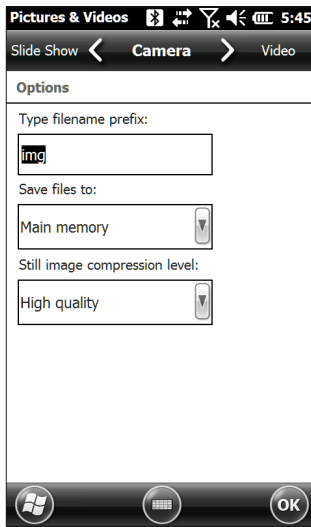 Pictures & Videos 5:45
Slide Show Camera Video
Options
Type filename prefix:
img
Save files to:
Main memory
Still image compression level:
High quality
OK